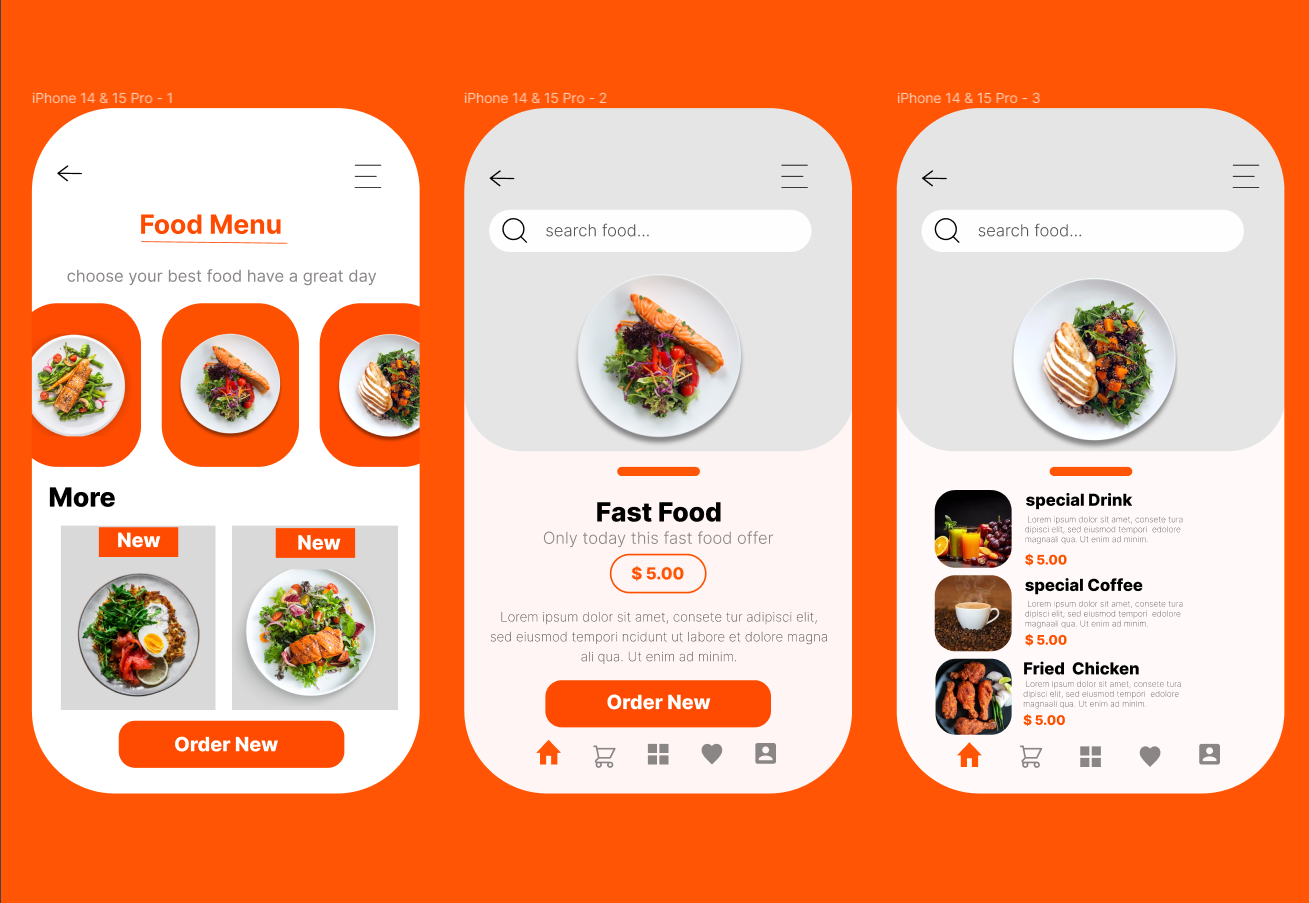 iPhone 14 & 15 Pro - 1
Food Menu
choose your best food have a great day
More
New
New
Order New
iPhone 14 & 15 Pro - 2
search food...
Fast Food
Only today this fast food offer
$ 5.00
Lorem ipsum dolor sit amet, consete tur adipisci elit,
sed eiusmod tempori ncidunt ut labore et dolore magna
ali qua. Ut enim ad minim.
Order New
iPhone 14 & 15 Pro - 3
search food...
special Drink
Lorem ipsum dolor sit amet, consete tura
dipisci elit, sed eiusmod tempori edolore
magnaali qua. Ut enim ad minim.
$ 5.00
special Coffee
Lorem ipsum dolor sit amet, consete tura
dipisci elit, sed eiusmod tempori edolore
magnaali qua. Ut enim ad minim.
$ 5.00
Fried Chicken
Lorem ipsum dolor sit amet, consete tura
dipisci elit, sed eiusmod tempori edolore
magnaali qua. Ut enim ad minim.
$ 5.00